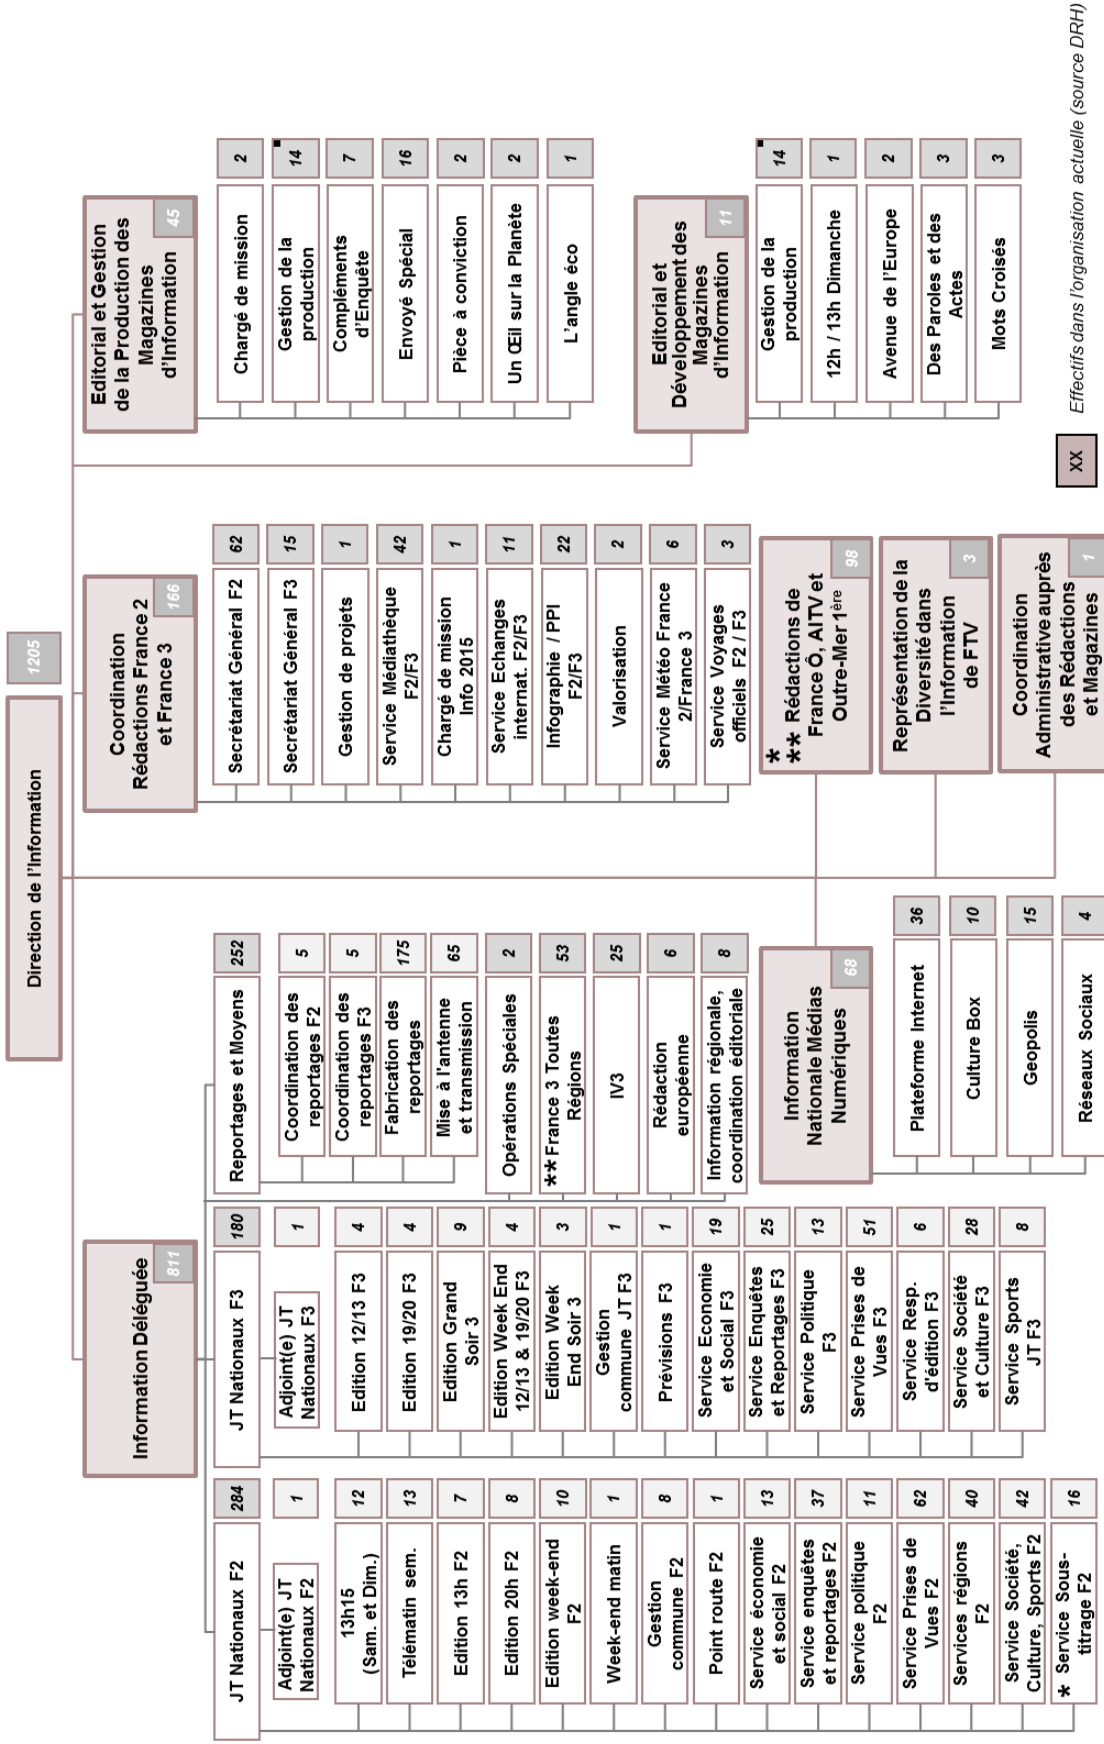 Direction de l'Information
1205
Information Déléguée
811
JT Nationaux F2
284
Adjoint(e) JT
Nationaux F2
1
13h15
(Sam. et Dim.)
12
Télématin sem.
13
Edition 13h F2
7
Edition 20h F2
8
Edition week-end
F2
10
Week-end matin
1
Gestion
commune F2
8
Point route F2
1
Service économie
et social F2
13
Service enquêtes
et reportages F2
37
Service politique
F2
11
Service Prises de
Vues F2
62
Services régions
F2
40
Service Société,
Culture, Sports F2
42
* Service Sous-
titrage F2
16
JT Nationaux F3
180
Adjoint(e) JT
Nationaux F3
1
Edition 12/13 F3
4
Edition 19/20 F3
4
Edition Grand
Soir 3
9
Edition Week End
12/13 & 19/20 F3
4
Edition Week
End Soir 3
3
Gestion
commune JT F3
1
Prévisions F3
1
Service Economie
et Social F3
19
Service Enquêtes
et Reportages F3
25
Service Politique
F3
13
Service Prises de
Vues F3
51
Service Resp.
d'édition F3
6
Service Société
et Culture F3
28
Service Sports
JT F3
8
Reportages et Moyens
252
Coordination des
reportages F2
5
Coordination des
reportages F3
5
Fabrication des
reportages
175
Mise à l'antenne
et transmission
65
Opérations Spéciales
2
** France 3 Toutes
Régions
53
IV3
25
Rédaction
européenne
6
Information régionale,
coordination éditoriale
8
Coordination
Rédactions France 2
et France 3
166
Secrétariat Général F2
62
Secrétariat Général F3
15
Gestion de projets
1
Service Médiathèque
F2/F3
42
Chargé de mission
Info 2015
1
Service Echanges
internat. F2/F3
11
Infographie / PPI
F2/F3
22
Valorisation
2
Service Météo France
2/France 3
6
Service Voyages
officiels F2 / F3
3
Editorial et Gestion
de la Production des
Magazines
d'Information
45
Chargé de mission
2
Gestion de la
production
14
Compléments
d'Enquête
7
Envoyé Spécial
16
Pièce à conviction
2
Un Œil sur la Planète
2
L'angle éco
1
Editorial et
Développement des
Magazines
d'Information
11
Gestion de la
production
14
12h / 13h Dimanche
1
Avenue de l'Europe
2
Des Paroles et des
Actes
3
Mots Croisés
3
Information
Nationale Médias
Numériques
68
Plateforme Internet
36
Culture Box
10
Geopolis
15
Réseaux Sociaux
4
*
** Rédactions de
France Ô, AITV et
Outre-Mer 1ère
98
Représentation de la
Diversité dans
l'Information
de FTV
3
Coordination
Administrative auprès
des Rédactions
et Magazines
1
XX
Effectifs dans l'organisation actuelle (source DRH)